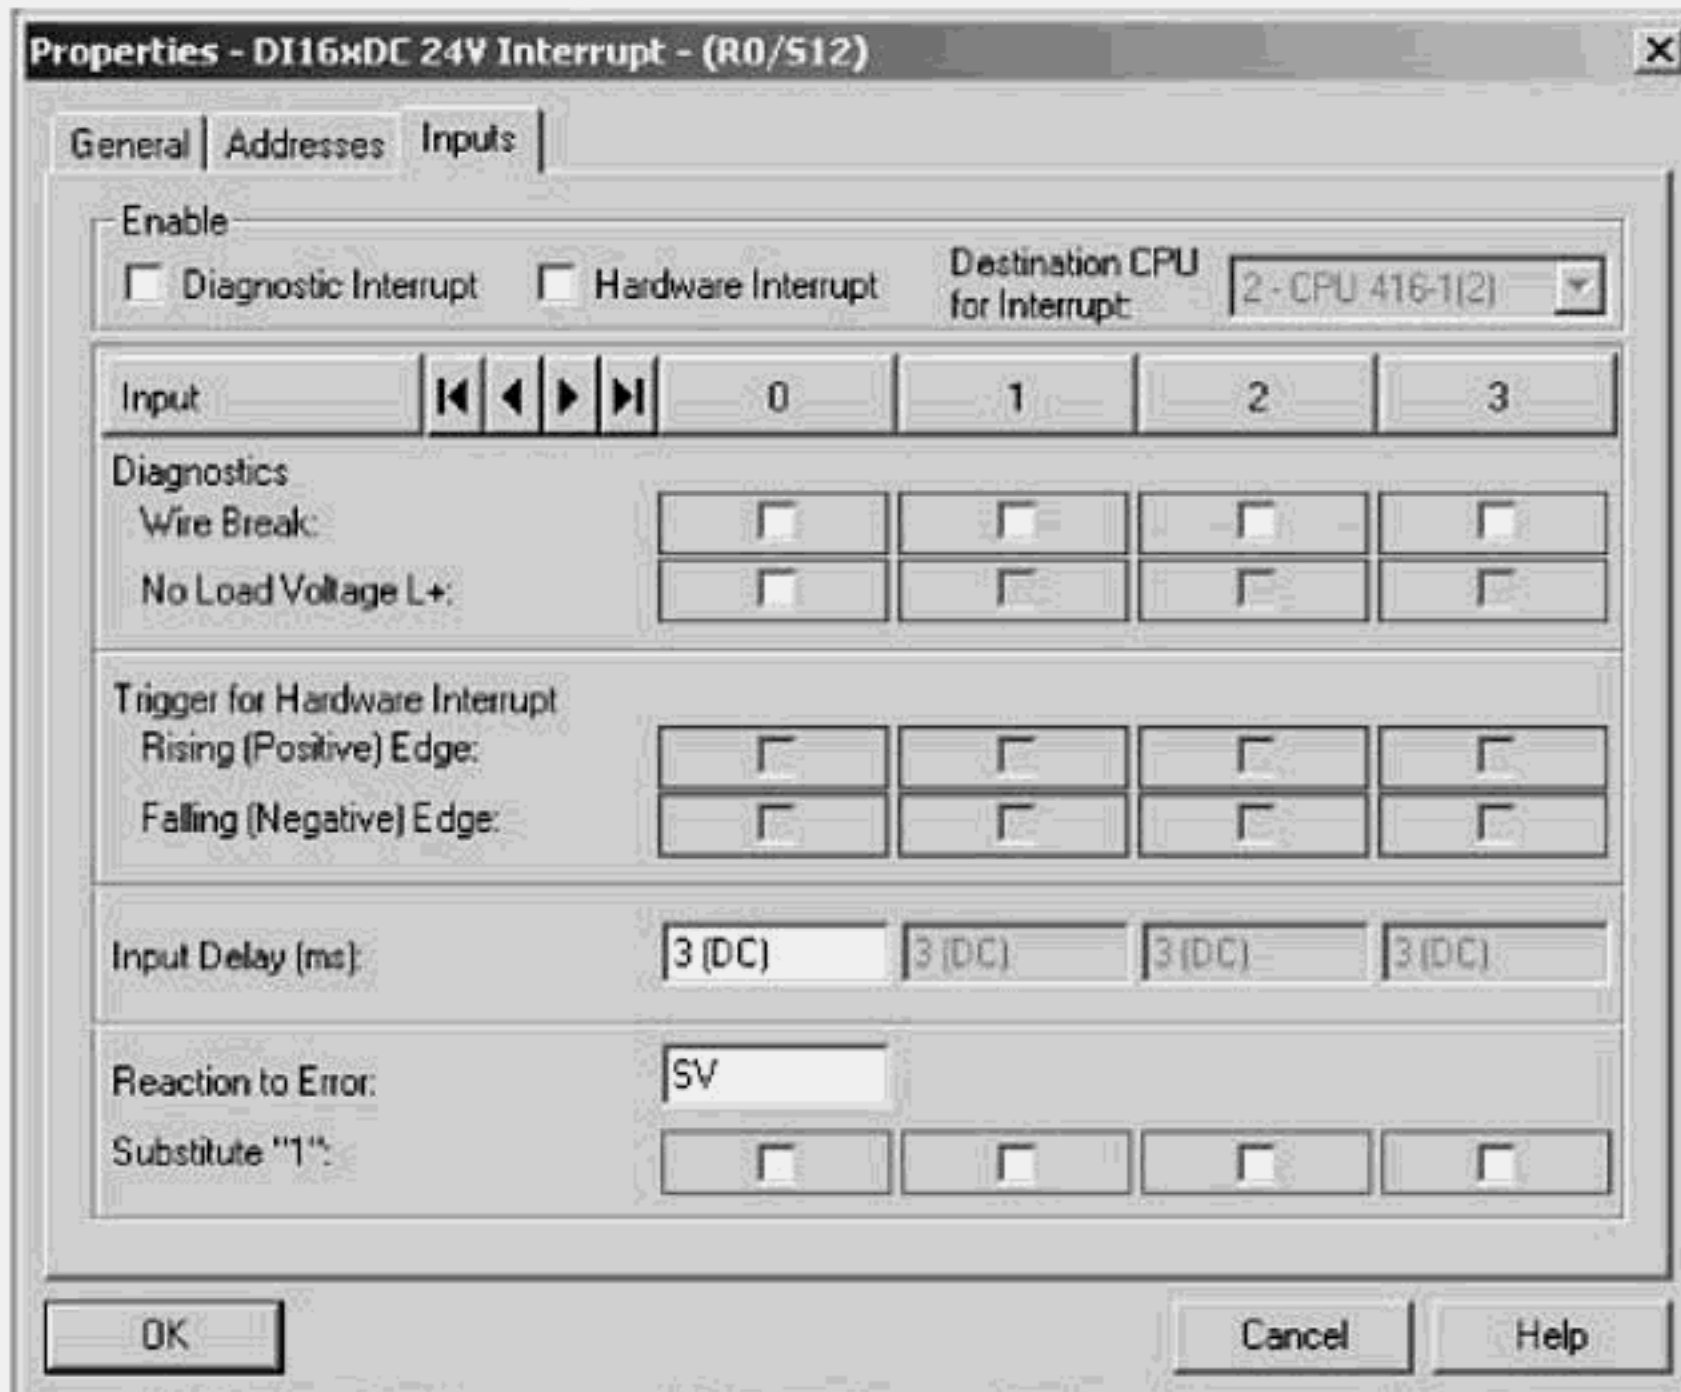 Properties - DI16xDC 24V Interrupt - (R0/S12)
General Addresses Inputs
Enable
Diagnostic Interrupt Hardware Interrupt Destination CPU for Interrupt: 2 - CPU 416-1(2)
Input 0 1 2 3
Diagnostics
Wire Break:
No Load Voltage L+:
Trigger for Hardware Interrupt
Rising (Positive) Edge:
Falling (Negative) Edge:
Input Delay (ms): 3 (DC) 3 (DC) 3 (DC) 3 (DC)
Reaction to Error: SV
Substitute "1":
OK Cancel Help